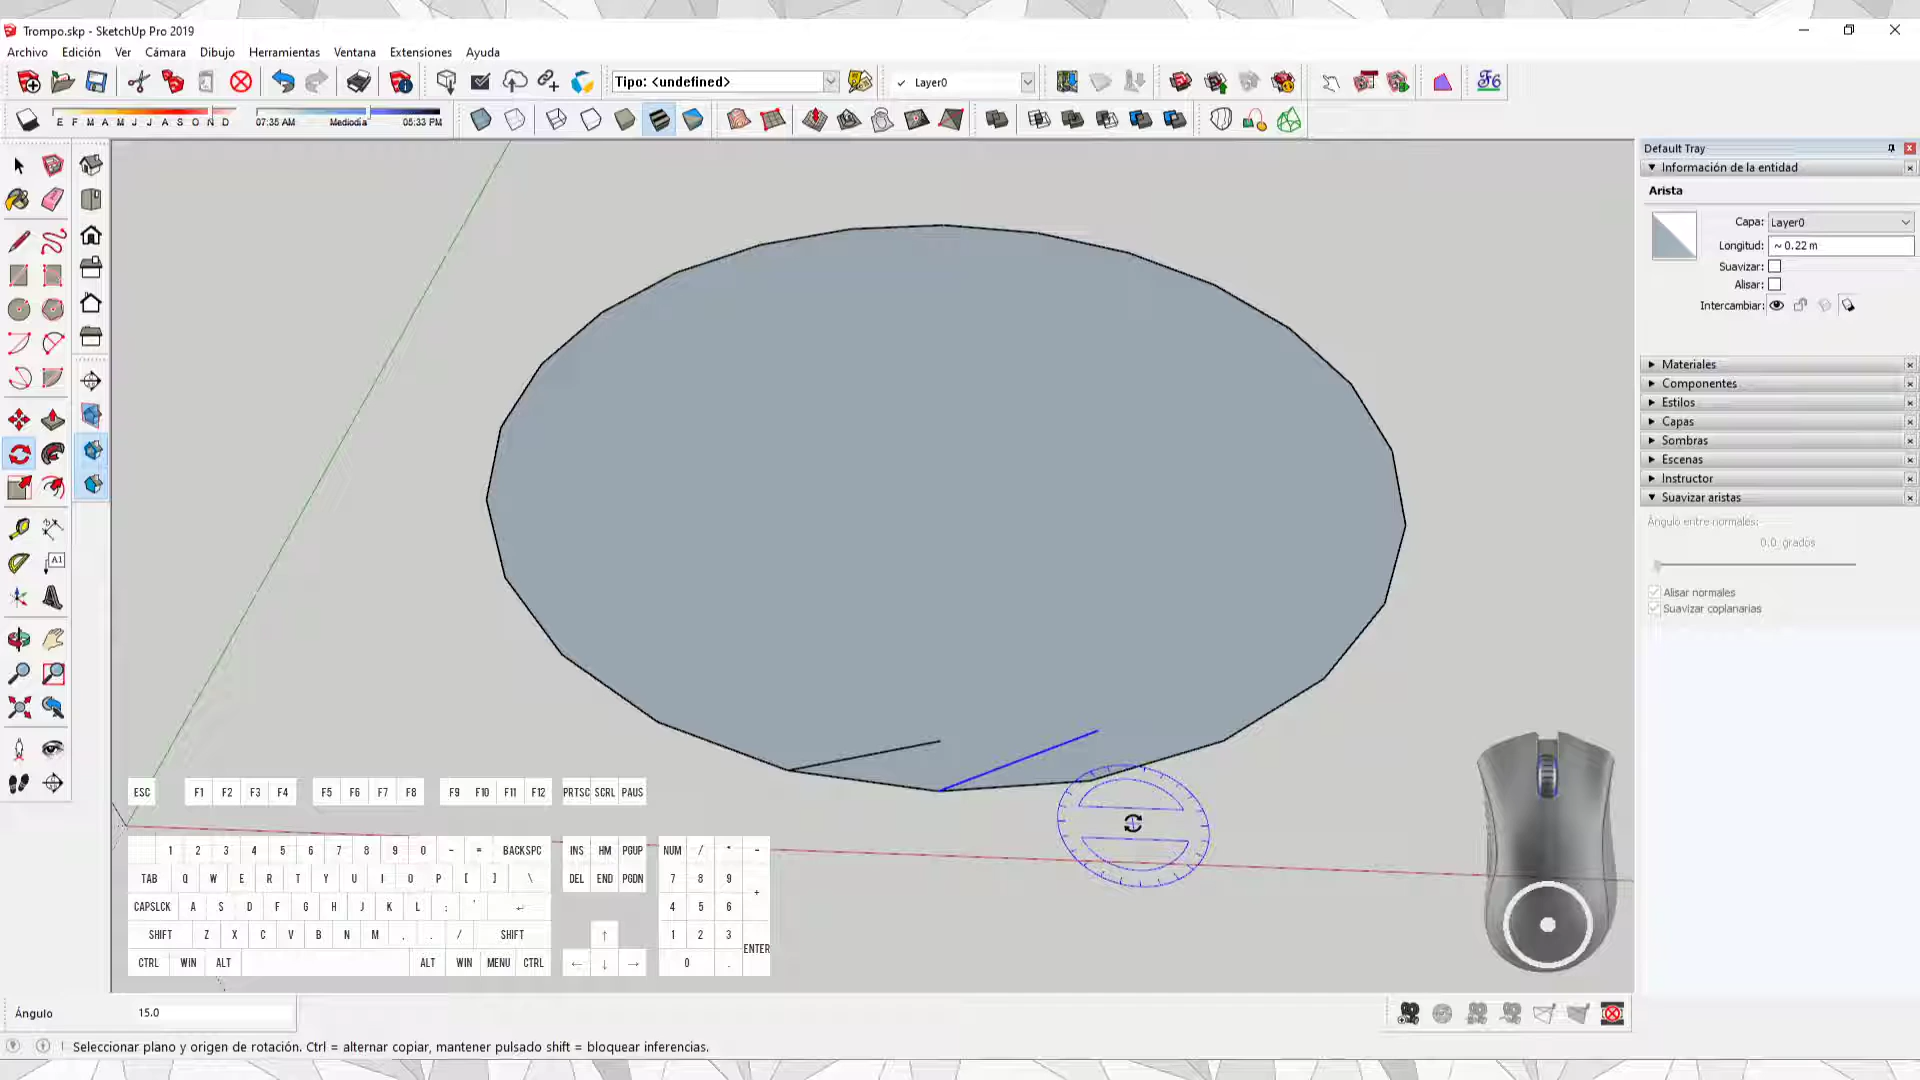 Trompo.skp - SketchUp Pro 2019
Archivo Edición Ver Cámara Dibujo Herramientas Ventana Extensiones Ayuda
Tipo: <undefined>
Layer0
E F M A M J J A S O N D
07:35 AM Mediodía 05:33 PM
Default Tray
Información de la entidad
Arista
Capa: Layer0
Longitud: ~ 0.22 m
Suavizar:
Alisar:
Intercambiar:
Materiales
Componentes
Estilos
Capas
Sombras
Escenas
Instructor
Suavizar aristas
Ángulo entre normales:
0.0 grados
Alisar normales
Suavizar coplanarias
A1
ESC F1 F2 F3 F4 F5 F6 F7 F8 F9 F10 F11 F12 PRTSC SCRL PAUS
1 2 3 4 5 6 7 8 9 0 - = BACKSPC INS HM PGUP NUM / * -
TAB Q W E R T Y U I O P [ ] \ DEL END PGDN 7 8 9 +
CAPSLCK A S D F G H J K L ; ' ↵ 4 5 6
SHIFT Z X C V B N M , . / SHIFT ↑ 1 2 3 ENTER
CTRL WIN ALT ALT WIN MENU CTRL ← ↓ → 0 .
Ángulo 15.0
Seleccionar plano y origen de rotación. Ctrl = alternar copiar, mantener pulsado shift = bloquear inferencias.